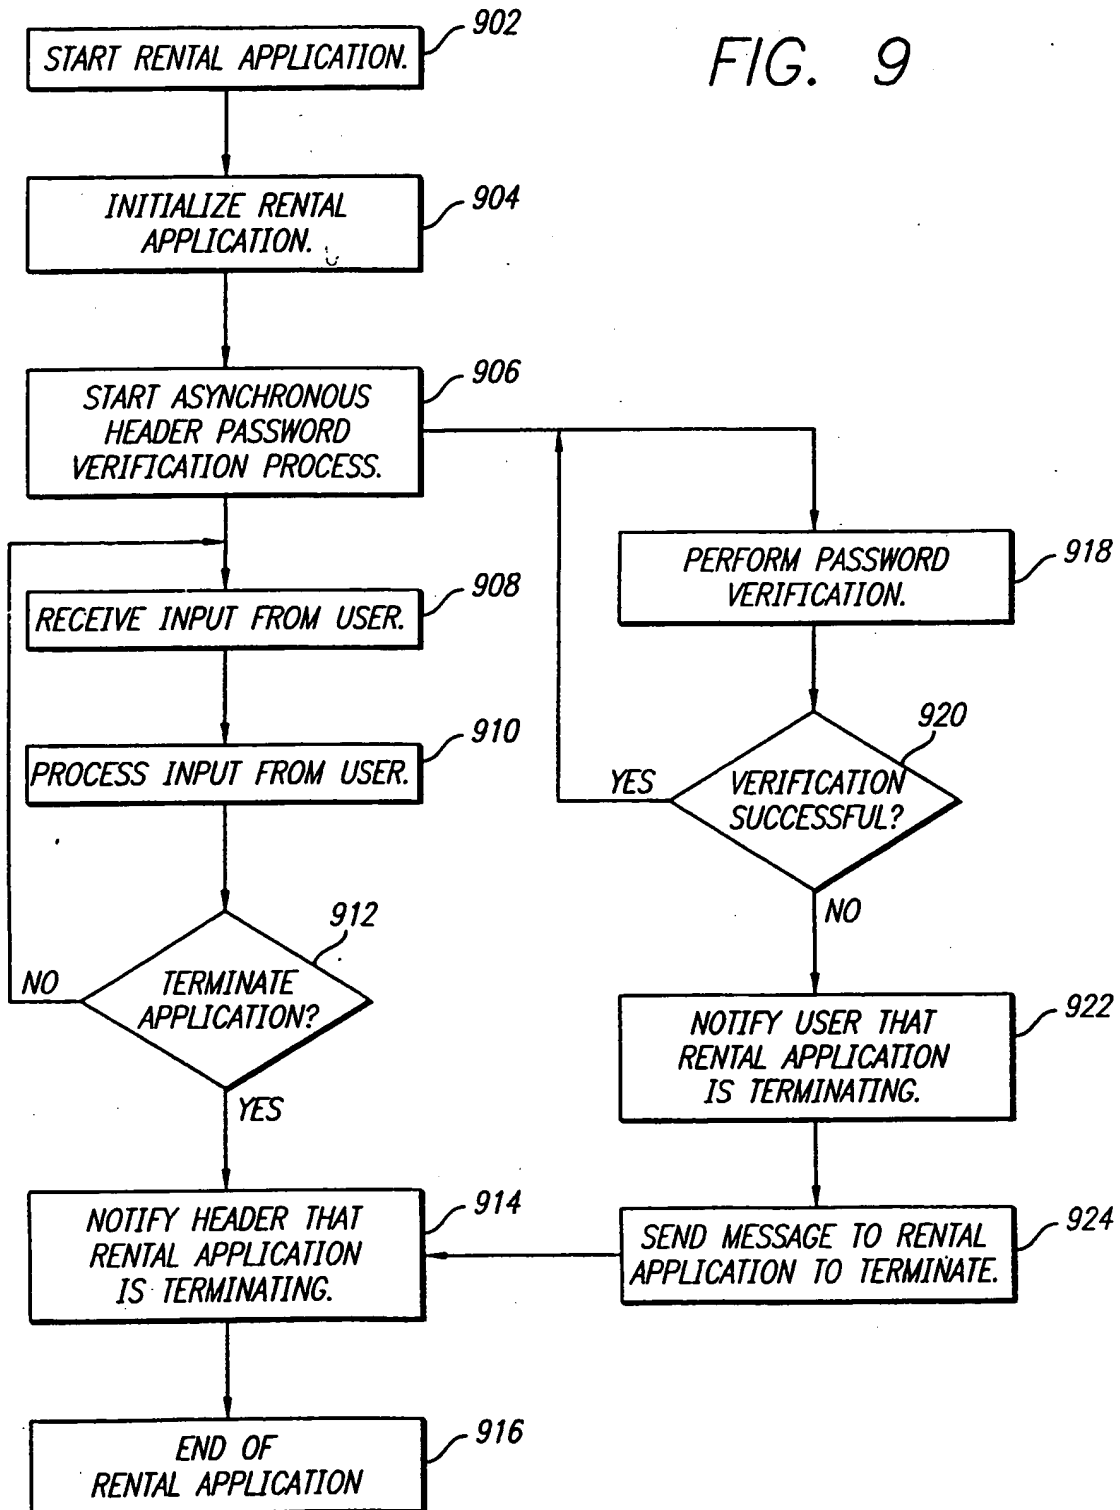 FIG. 9
902
START RENTAL APPLICATION.
904
INITIALIZE RENTAL
APPLICATION.
906
START ASYNCHRONOUS
HEADER PASSWORD
VERIFICATION PROCESS.
908
RECEIVE INPUT FROM USER.
910
PROCESS INPUT FROM USER.
912
TERMINATE
APPLICATION?
NO
YES
914
NOTIFY HEADER THAT
RENTAL APPLICATION
IS TERMINATING.
916
END OF
RENTAL APPLICATION
918
PERFORM PASSWORD
VERIFICATION.
920
VERIFICATION
SUCCESSFUL?
YES
NO
922
NOTIFY USER THAT
RENTAL APPLICATION
IS TERMINATING.
924
SEND MESSAGE TO RENTAL
APPLICATION TO TERMINATE.